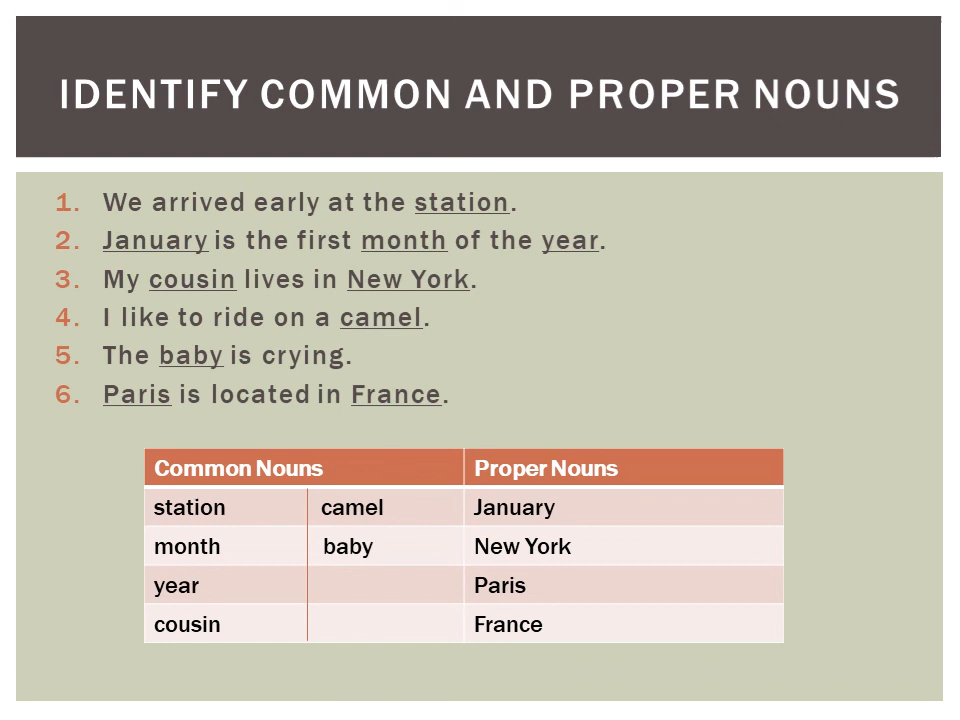 IDENTIFY COMMON AND PROPER NOUNS
1. We arrived early at the station.
2. January is the first month of the year.
3. My cousin lives in New York.
4. I like to ride on a camel.
5. The baby is crying.
6. Paris is located in France.
Common Nouns Proper Nouns
station camel January
month baby New York
year Paris
cousin France